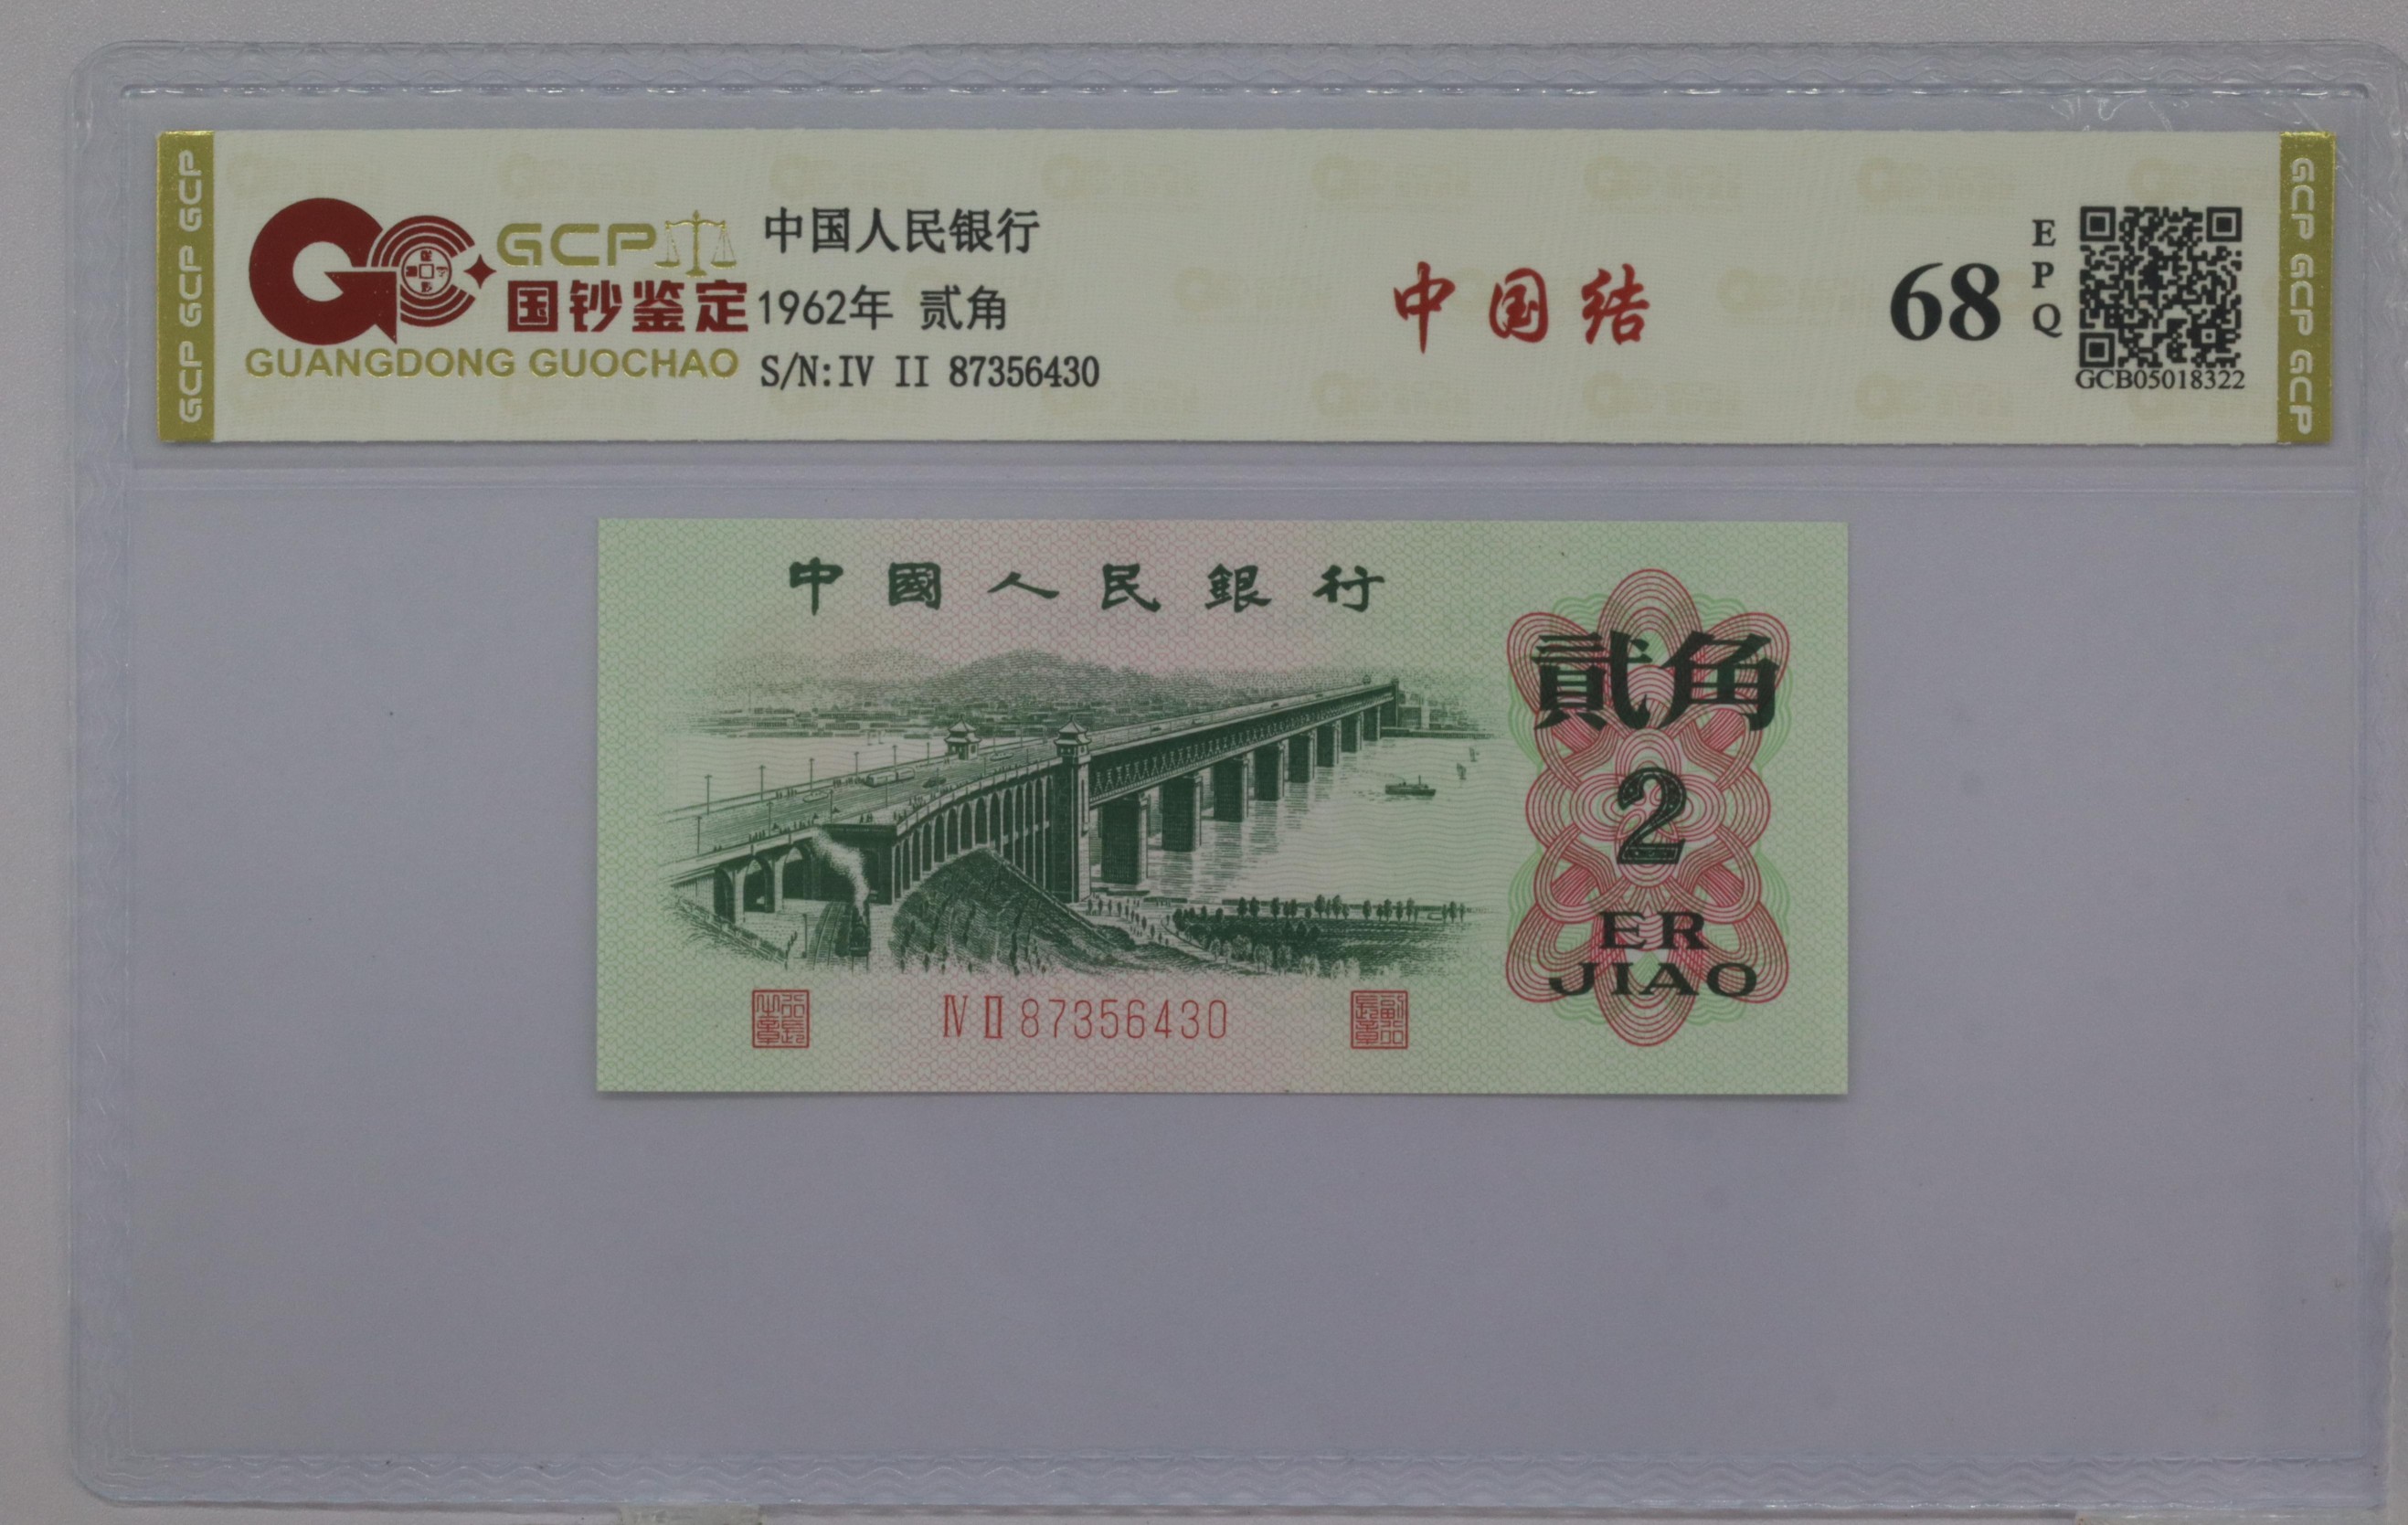 GCP GCP GCP
GCP
国钞鉴定
GUANGDONG GUOCHAO
中国人民银行
1962年 贰角
S/N:IV II 87356430
中国结
68
EPQ
GCB05018322
GCP GCP GCP
中國人民銀行
貳角
2
ER
JIAO
Ⅳ Ⅱ 87356430